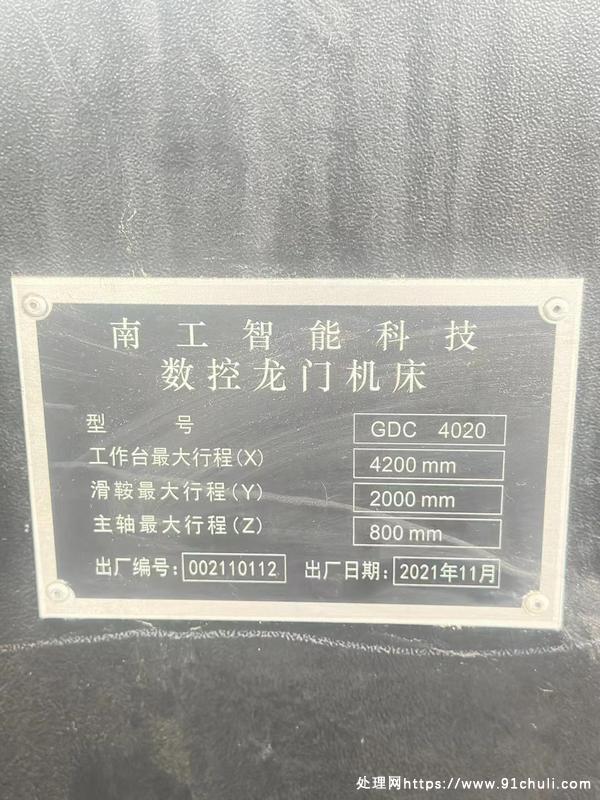 南工智能科技
数控龙门机床
型号 GDC 4020
工作台最大行程(X) 4200 mm
滑鞍最大行程(Y) 2000 mm
主轴最大行程(Z) 800 mm
出厂编号: 002110112 出厂日期: 2021年11月
处理网https://www.91chuli.com